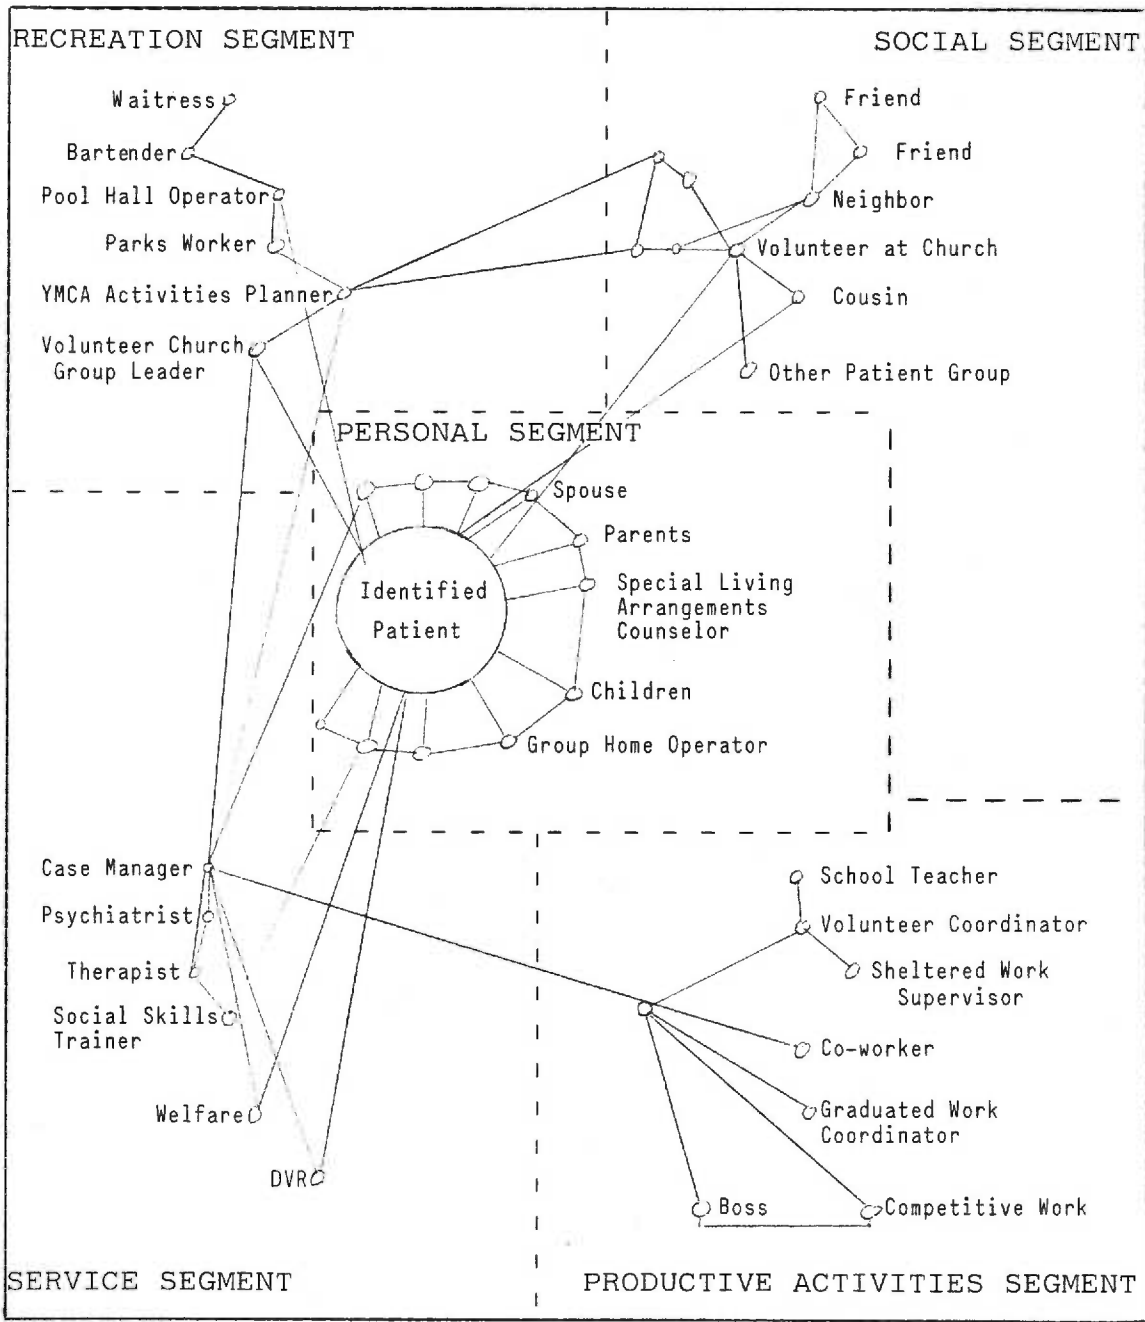 RECREATION SEGMENT
SOCIAL SEGMENT
Waitress
Bartender
Pool Hall Operator
Parks Worker
YMCA Activities Planner
Volunteer Church
Group Leader
Friend
Friend
Neighbor
Volunteer at Church
Cousin
Other Patient Group
PERSONAL SEGMENT
Spouse
Parents
Special Living
Arrangements
Counselor
Identified
Patient
Children
Group Home Operator
Case Manager
Psychiatrist
Therapist
Social Skills
Trainer
Welfare
DVR
School Teacher
Volunteer Coordinator
Sheltered Work
Supervisor
Co-worker
Graduated Work
Coordinator
Boss
Competitive Work
SERVICE SEGMENT
PRODUCTIVE ACTIVITIES SEGMENT